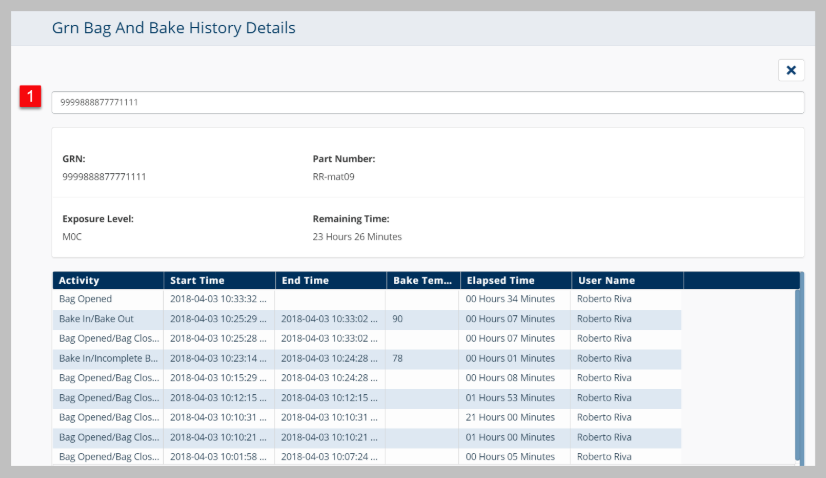 Grn Bag And Bake History Details
1
9999888877771111
GRN: Part Number:
9999888877771111 RR-mat09
Exposure Level: Remaining Time:
M0C 23 Hours 26 Minutes
Activity Start Time End Time Bake Tem... Elapsed Time User Name
Bag Opened 2018-04-03 10:33:32 ... 00 Hours 34 Minutes Roberto Riva
Bake In/Bake Out 2018-04-03 10:25:29 ... 2018-04-03 10:33:02 ... 90 00 Hours 07 Minutes Roberto Riva
Bag Opened/Bag Clos... 2018-04-03 10:25:28 ... 2018-04-03 10:33:02 ... 00 Hours 07 Minutes Roberto Riva
Bake In/Incomplete B... 2018-04-03 10:23:14 ... 2018-04-03 10:24:28 ... 78 00 Hours 01 Minutes Roberto Riva
Bag Opened/Bag Clos... 2018-04-03 10:15:29 ... 2018-04-03 10:24:28 ... 00 Hours 08 Minutes Roberto Riva
Bag Opened/Bag Clos... 2018-04-03 10:12:15 ... 2018-04-03 10:12:15 ... 01 Hours 53 Minutes Roberto Riva
Bag Opened/Bag Clos... 2018-04-03 10:10:31 ... 2018-04-03 10:10:31 ... 21 Hours 00 Minutes Roberto Riva
Bag Opened/Bag Clos... 2018-04-03 10:10:21 ... 2018-04-03 10:10:21 ... 01 Hours 00 Minutes Roberto Riva
Bag Opened/Bag Clos... 2018-04-03 10:01:58 ... 2018-04-03 10:07:24 ... 00 Hours 05 Minutes Roberto Riva